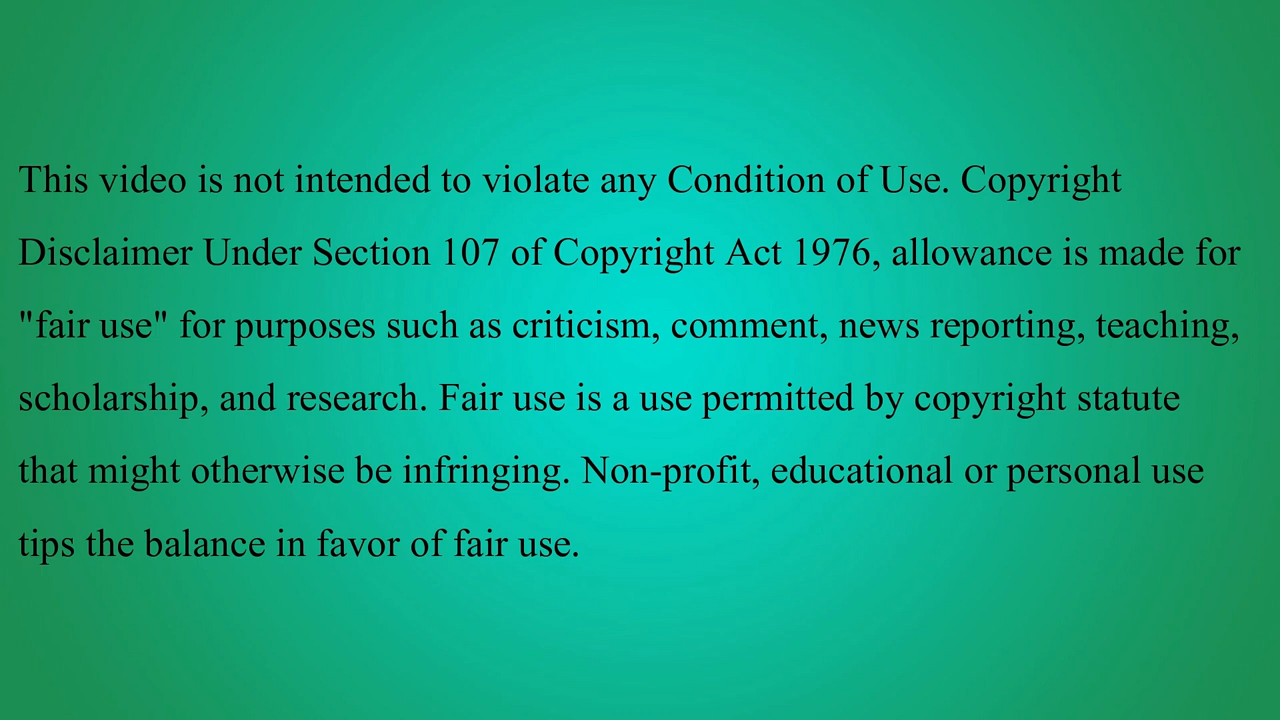 This video is not intended to violate any Condition of Use. Copyright
Disclaimer Under Section 107 of Copyright Act 1976, allowance is made for
"fair use" for purposes such as criticism, comment, news reporting, teaching,
scholarship, and research. Fair use is a use permitted by copyright statute
that might otherwise be infringing. Non-profit, educational or personal use
tips the balance in favor of fair use.